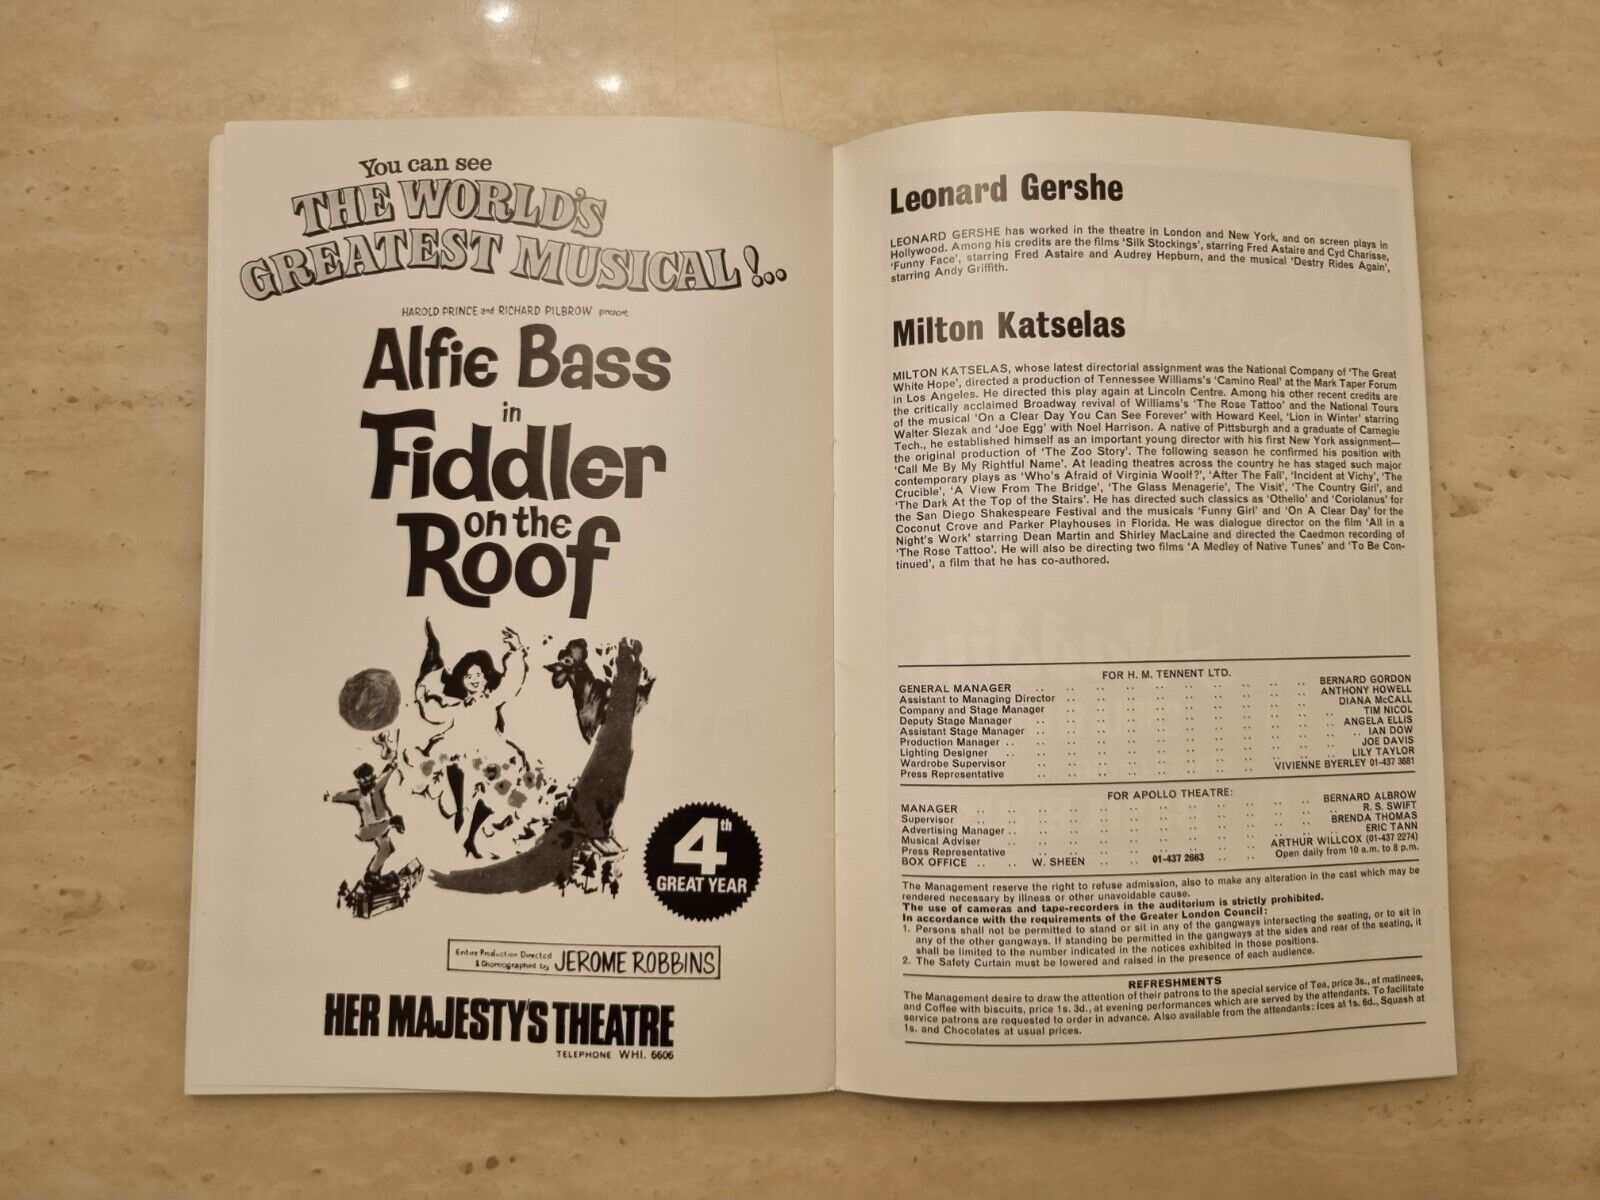 You can see
THE WORLD'S
GREATEST MUSICAL!..
HAROLD PRINCE and RICHARD PILBROW present
Alfie Bass
in
Fiddler
on the
Roof
4th
GREAT YEAR
Entire Production Directed
& Choreographed by JEROME ROBBINS
HER MAJESTY'S THEATRE
TELEPHONE WHI. 6606
Leonard Gershe
LEONARD GERSHE has worked in the theatre in London and New York, and on screen plays in
Hollywood. Among his credits are the films 'Silk Stockings', starring Fred Astaire and Cyd Charisse,
'Funny Face', starring Fred Astaire and Audrey Hepburn, and the musical 'Destry Rides Again',
starring Andy Griffith.
Milton Katselas
MILTON KATSELAS, whose latest directorial assignment was the National Company of 'The Great
White Hope', directed a production of Tennessee Williams's 'Camino Real' at the Mark Taper Forum
in Los Angeles. He directed this play again at Lincoln Centre. Among his other recent credits are
the critically acclaimed Broadway revival of Williams's 'The Rose Tattoo' and the National Tours
of the musical 'On a Clear Day You Can See Forever' with Howard Keel, 'Lion in Winter' starring
Walter Slezak and 'Joe Egg' with Noel Harrison. A native of Pittsburgh and a graduate of Carnegie
Tech., he established himself as an important young director with his first New York assignment—
the original production of 'The Zoo Story'. The following season he confirmed his position with
'Call Me By My Rightful Name'. At leading theatres across the country he has staged such major
contemporary plays as 'Who's Afraid of Virginia Woolf?', 'After The Fall', 'Incident at Vichy', 'The
Crucible', 'A View From The Bridge', 'The Glass Menagerie', The Visit', 'The Country Girl', and
'The Dark At the Top of the Stairs'. He has directed such classics as 'Othello' and 'Coriolanus' for
the San Diego Shakespeare Festival and the musicals 'Funny Girl' and 'On A Clear Day' for the
Coconut Crove and Parker Playhouses in Florida. He was dialogue director on the film 'All in a
Night's Work' starring Dean Martin and Shirley MacLaine and directed the Caedmon recording of
'The Rose Tattoo'. He will also be directing two films 'A Medley of Native Tunes' and 'To Be Con-
tinued', a film that he has co-authored.
FOR H. M. TENNENT LTD.
GENERAL MANAGER .. .. .. .. .. .. .. .. .. .. BERNARD GORDON
Assistant to Managing Director .. .. .. .. .. .. .. .. .. ANTHONY HOWELL
Company and Stage Manager .. .. .. .. .. .. .. .. .. DIANA McCALL
Deputy Stage Manager .. .. .. .. .. .. .. .. .. .. TIM NICOL
Assistant Stage Manager .. .. .. .. .. .. .. .. .. .. ANGELA ELLIS
Production Manager .. .. .. .. .. .. .. .. .. .. .. IAN DOW
Lighting Designer .. .. .. .. .. .. .. .. .. .. JOE DAVIS
Wardrobe Supervisor .. .. .. .. .. .. .. .. .. .. LILY TAYLOR
Press Representative .. .. .. .. .. .. .. .. VIVIENNE BYERLEY 01-437 3681
FOR APOLLO THEATRE:
MANAGER .. .. .. .. .. .. .. .. .. .. .. .. BERNARD ALBROW
Supervisor .. .. .. .. .. .. .. .. .. .. .. .. R. S. SWIFT
Advertising Manager .. .. .. .. .. .. .. .. .. .. .. BRENDA THOMAS
Musical Adviser .. .. .. .. .. .. .. .. .. .. .. ERIC TANN
Press Representative .. .. .. .. .. .. .. .. ARTHUR WILLCOX (01-437 2274)
BOX OFFICE .. .. W. SHEEN .. .. 01-437 2663 .. .. Open daily from 10 a.m. to 8 p.m.
The Management reserve the right to refuse admission, also to make any alteration in the cast which may be
rendered necessary by illness or other unavoidable cause.
The use of cameras and tape-recorders in the auditorium is strictly prohibited.
In accordance with the requirements of the Greater London Council:
1. Persons shall not be permitted to stand or sit in any of the gangways intersecting the seating, or to sit in
any of the other gangways. If standing be permitted in the gangways at the sides and rear of the seating, it
shall be limited to the number indicated in the notices exhibited in those positions.
2. The Safety Curtain must be lowered and raised in the presence of each audience.
REFRESHMENTS
The Management desire to draw the attention of their patrons to the special service of Tea, price 3s., at matinees,
and Coffee with biscuits, price 1s. 3d., at evening performances which are served by the attendants. To facilitate
service patrons are requested to order in advance. Also available from the attendants: ices at 1s. 6d., Squash at
1s. and Chocolates at usual prices.